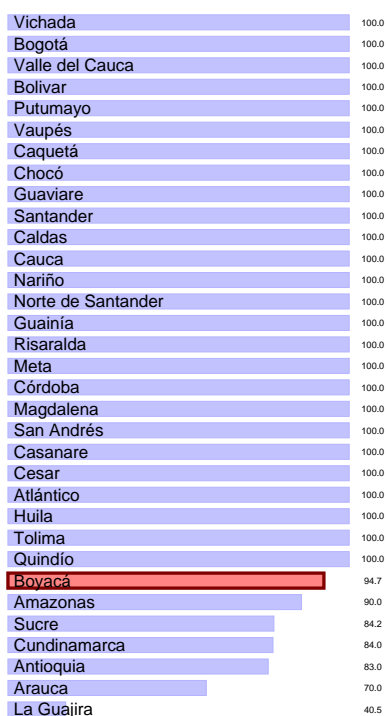 Vichada 100.0
Bogotá 100.0
Valle del Cauca 100.0
Bolivar 100.0
Putumayo 100.0
Vaupés 100.0
Caquetá 100.0
Chocó 100.0
Guaviare 100.0
Santander 100.0
Caldas 100.0
Cauca 100.0
Nariño 100.0
Norte de Santander 100.0
Guainía 100.0
Risaralda 100.0
Meta 100.0
Córdoba 100.0
Magdalena 100.0
San Andrés 100.0
Casanare 100.0
Cesar 100.0
Atlántico 100.0
Huila 100.0
Tolima 100.0
Quindío 100.0
Boyacá 94.7
Amazonas 90.0
Sucre 84.2
Cundinamarca 84.0
Antioquia 83.0
Arauca 70.0
La Guajira 40.5